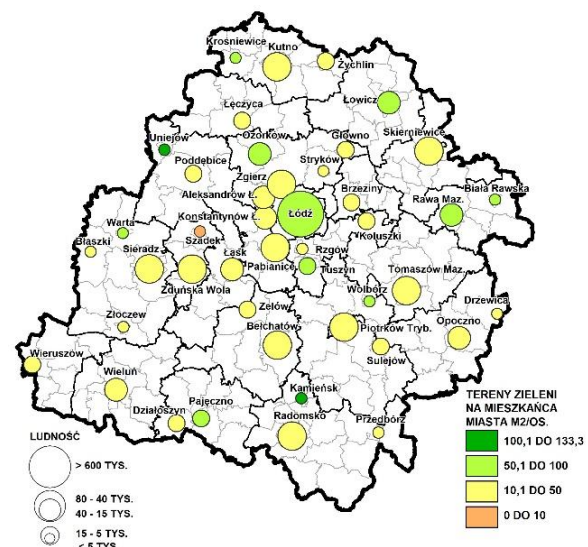 Krośniewice
Kutno
Żychlin
Łęczyca
Łowicz
Uniejów
Ozorków
Główno
Skierniewice
Poddębice
Stryków
Zgierz
Aleksandrów Ł.
Brzeziny
Rawa Maz.
Biała Rawska
Warta
Konstantynów Ł.
Łódź
Koluszki
Błaszki
Szadek
Sieradz
Łask
Pabianice
Rzgów
Tuszyn
Zduńska Wola
Tomaszów Maz.
Wolbórz
Drzewica
Złoczew
Zelów
Bełchatów
Piotrków Tryb.
Opoczno
Sulejów
Wieruszów
Wieluń
Pajęczno
Kamieńsk
Działoszyn
Radomsko
Przedbórz
LUDNOŚĆ
> 600 TYS.
80 - 40 TYS.
40 - 15 TYS.
15 - 5 TYS.
< 5 TYS.
TERENY ZIELENI
NA MIESZKAŃCA
MIASTA M2/OS.
100,1 DO 133,3
50,1 DO 100
10,1 DO 50
0 DO 10